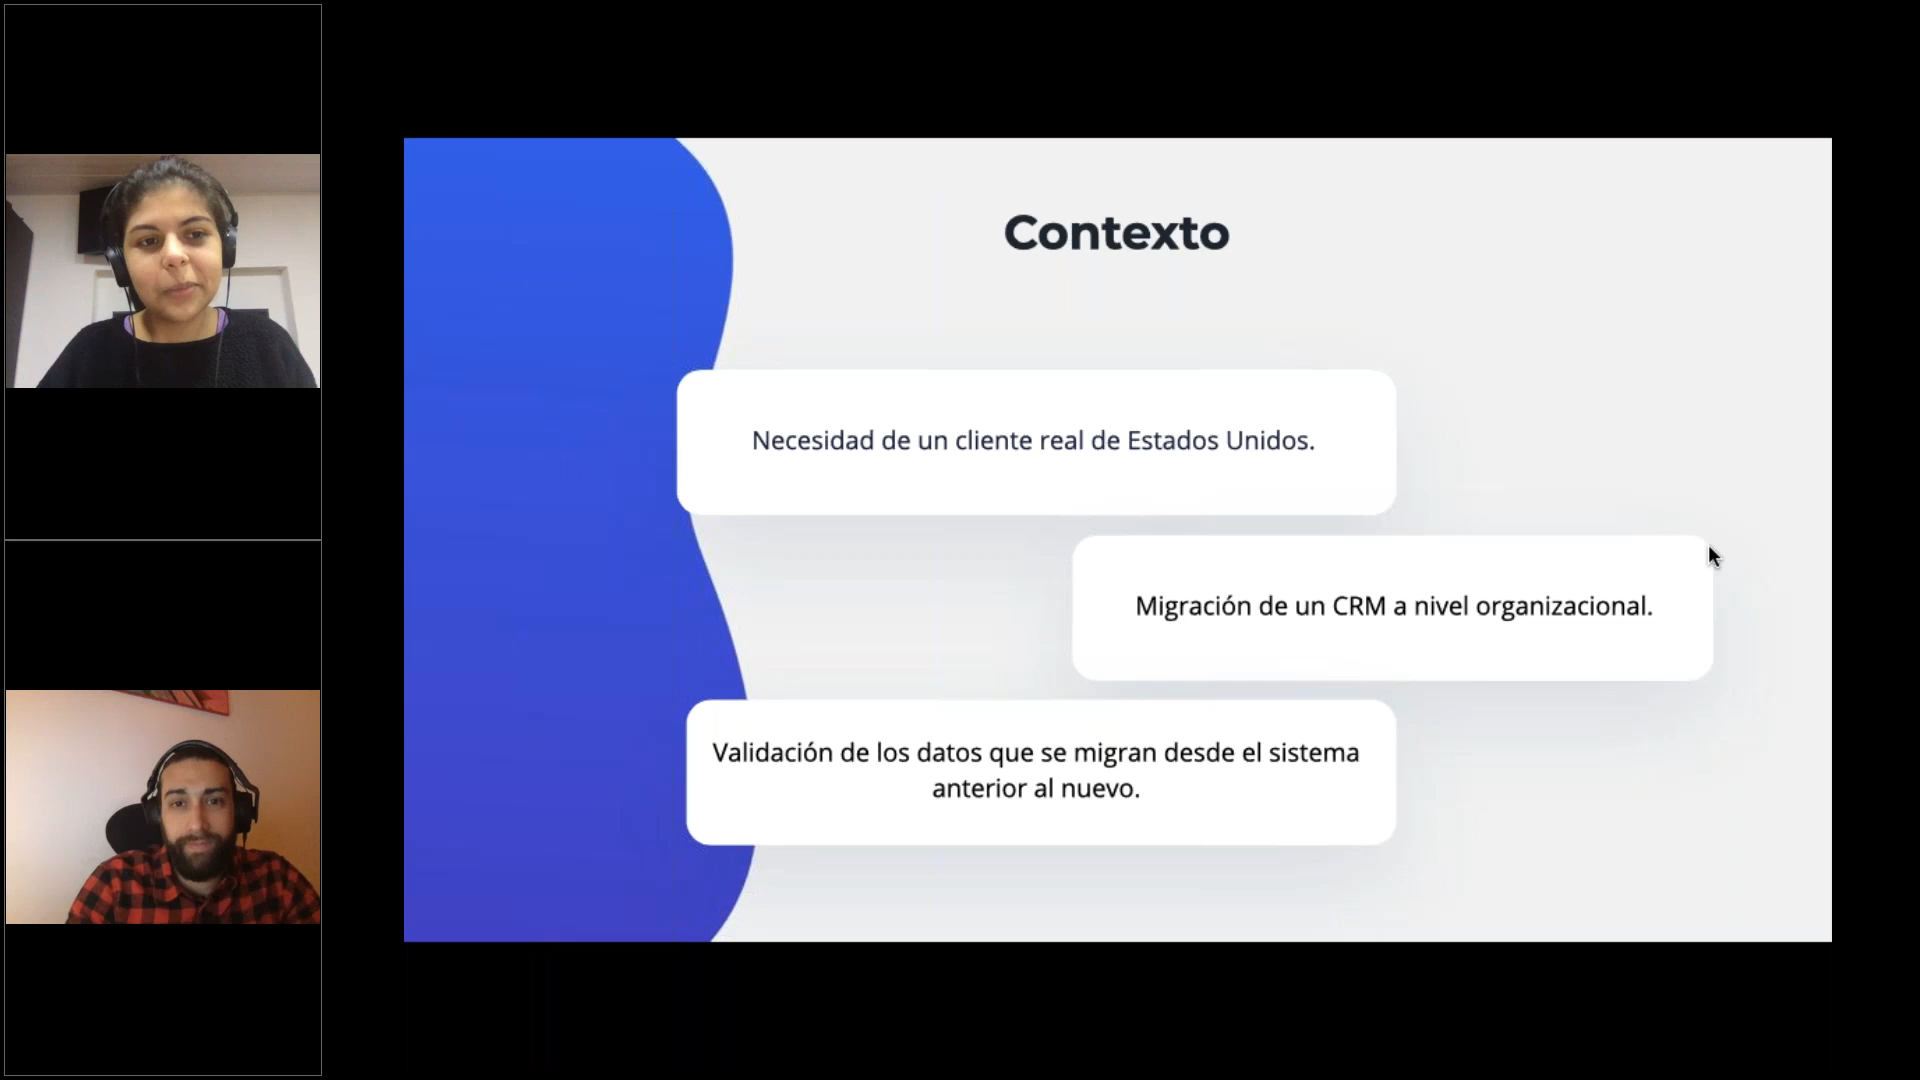 Contexto
Necesidad de un cliente real de Estados Unidos.
Migración de un CRM a nivel organizacional.
Validación de los datos que se migran desde el sistema
anterior al nuevo.